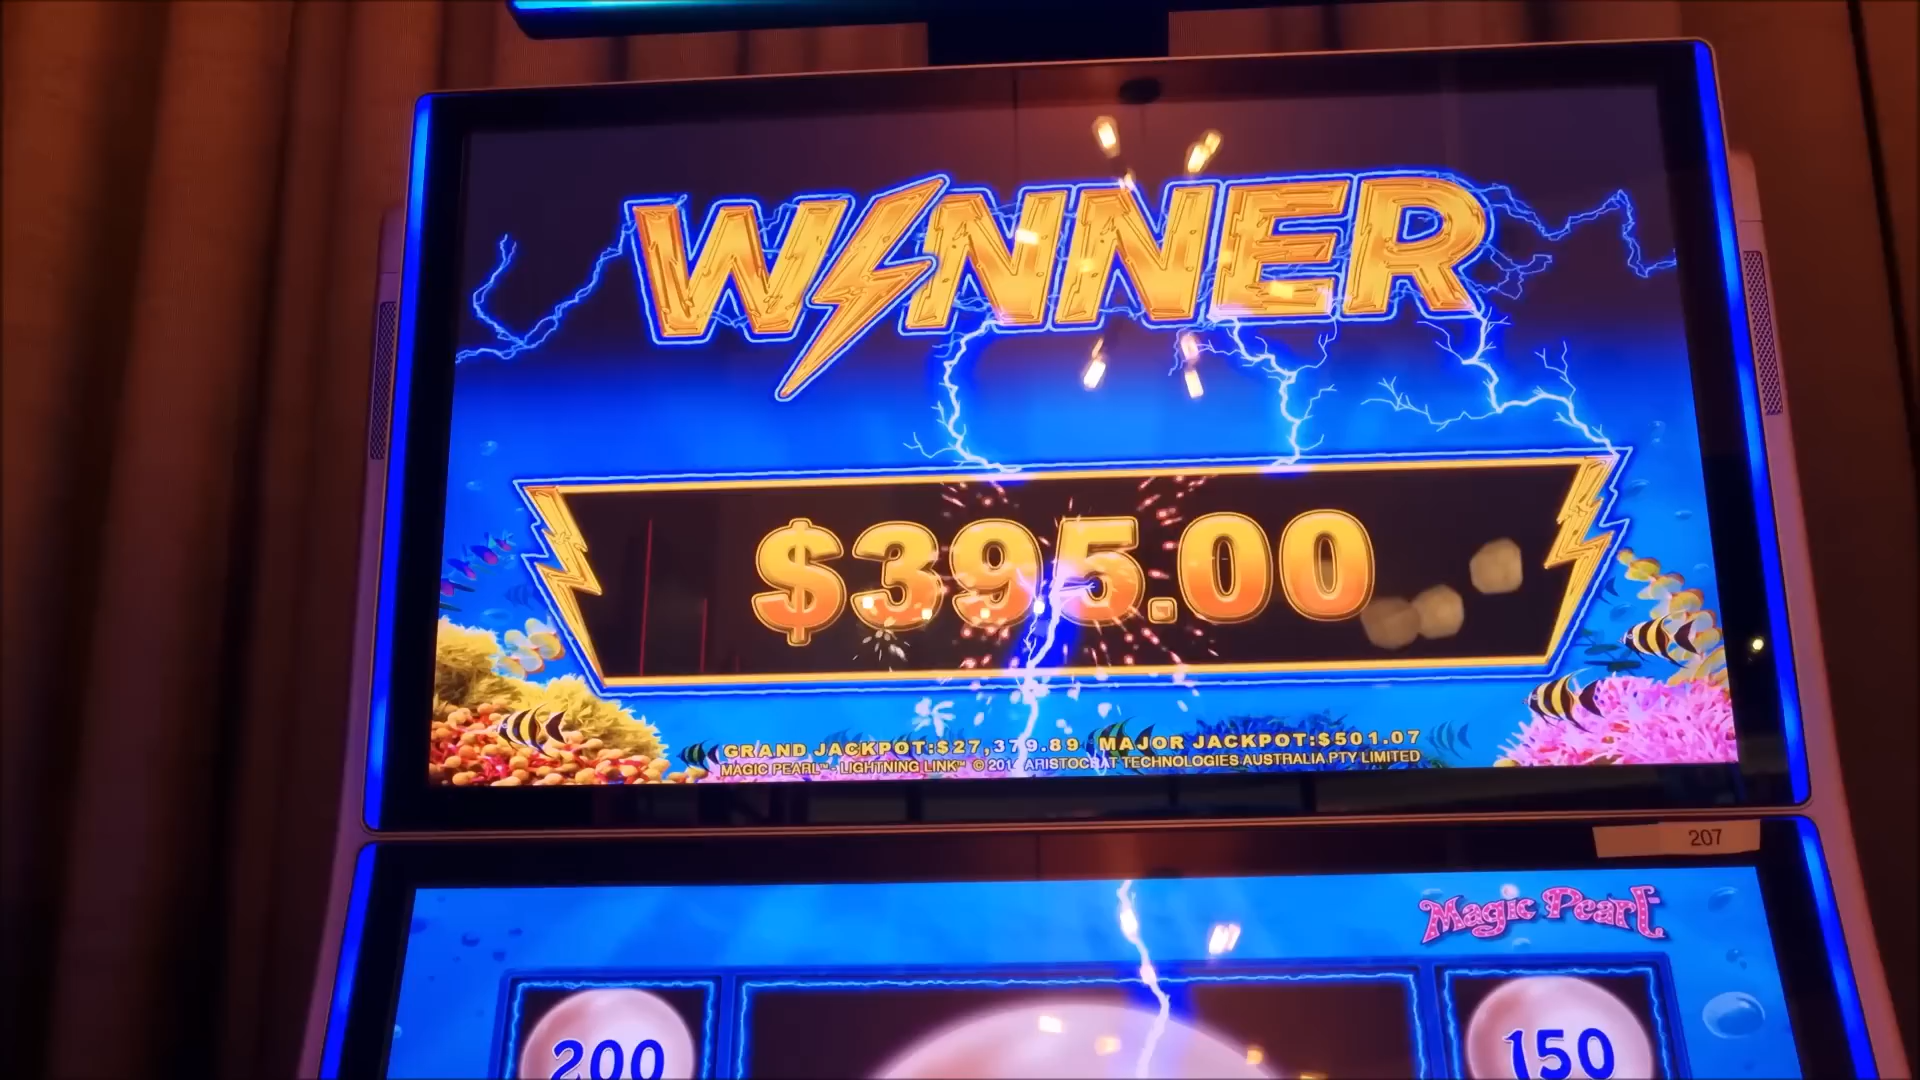 WINNER
$395.00
GRAND JACKPOT:$27,379.89 MAJOR JACKPOT:$501.07
MAGIC PEARL™ - LIGHTNING LINK™ © 2014 ARISTOCRAT TECHNOLOGIES AUSTRALIA PTY LIMITED
207
Magic Pearl
200
150